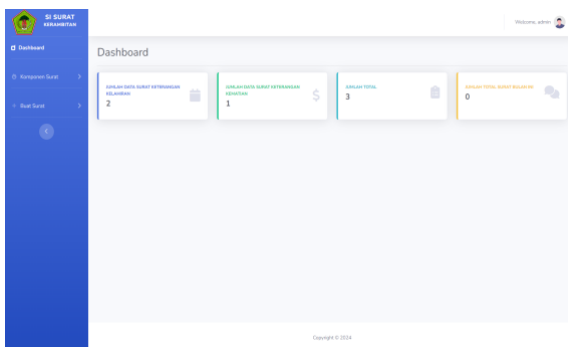 SI SURAT
KERAMBITAN
Welcome, admin
Dashboard
Komponen Surat
Buat Surat
Dashboard
JUMLAH DATA SURAT KETERANGAN
KELAHIRAN
2
JUMLAH DATA SURAT KETERANGAN
KEMATIAN
1
JUMLAH TOTAL
3
JUMLAH TOTAL SURAT BULAN INI
0
Copyright © 2024